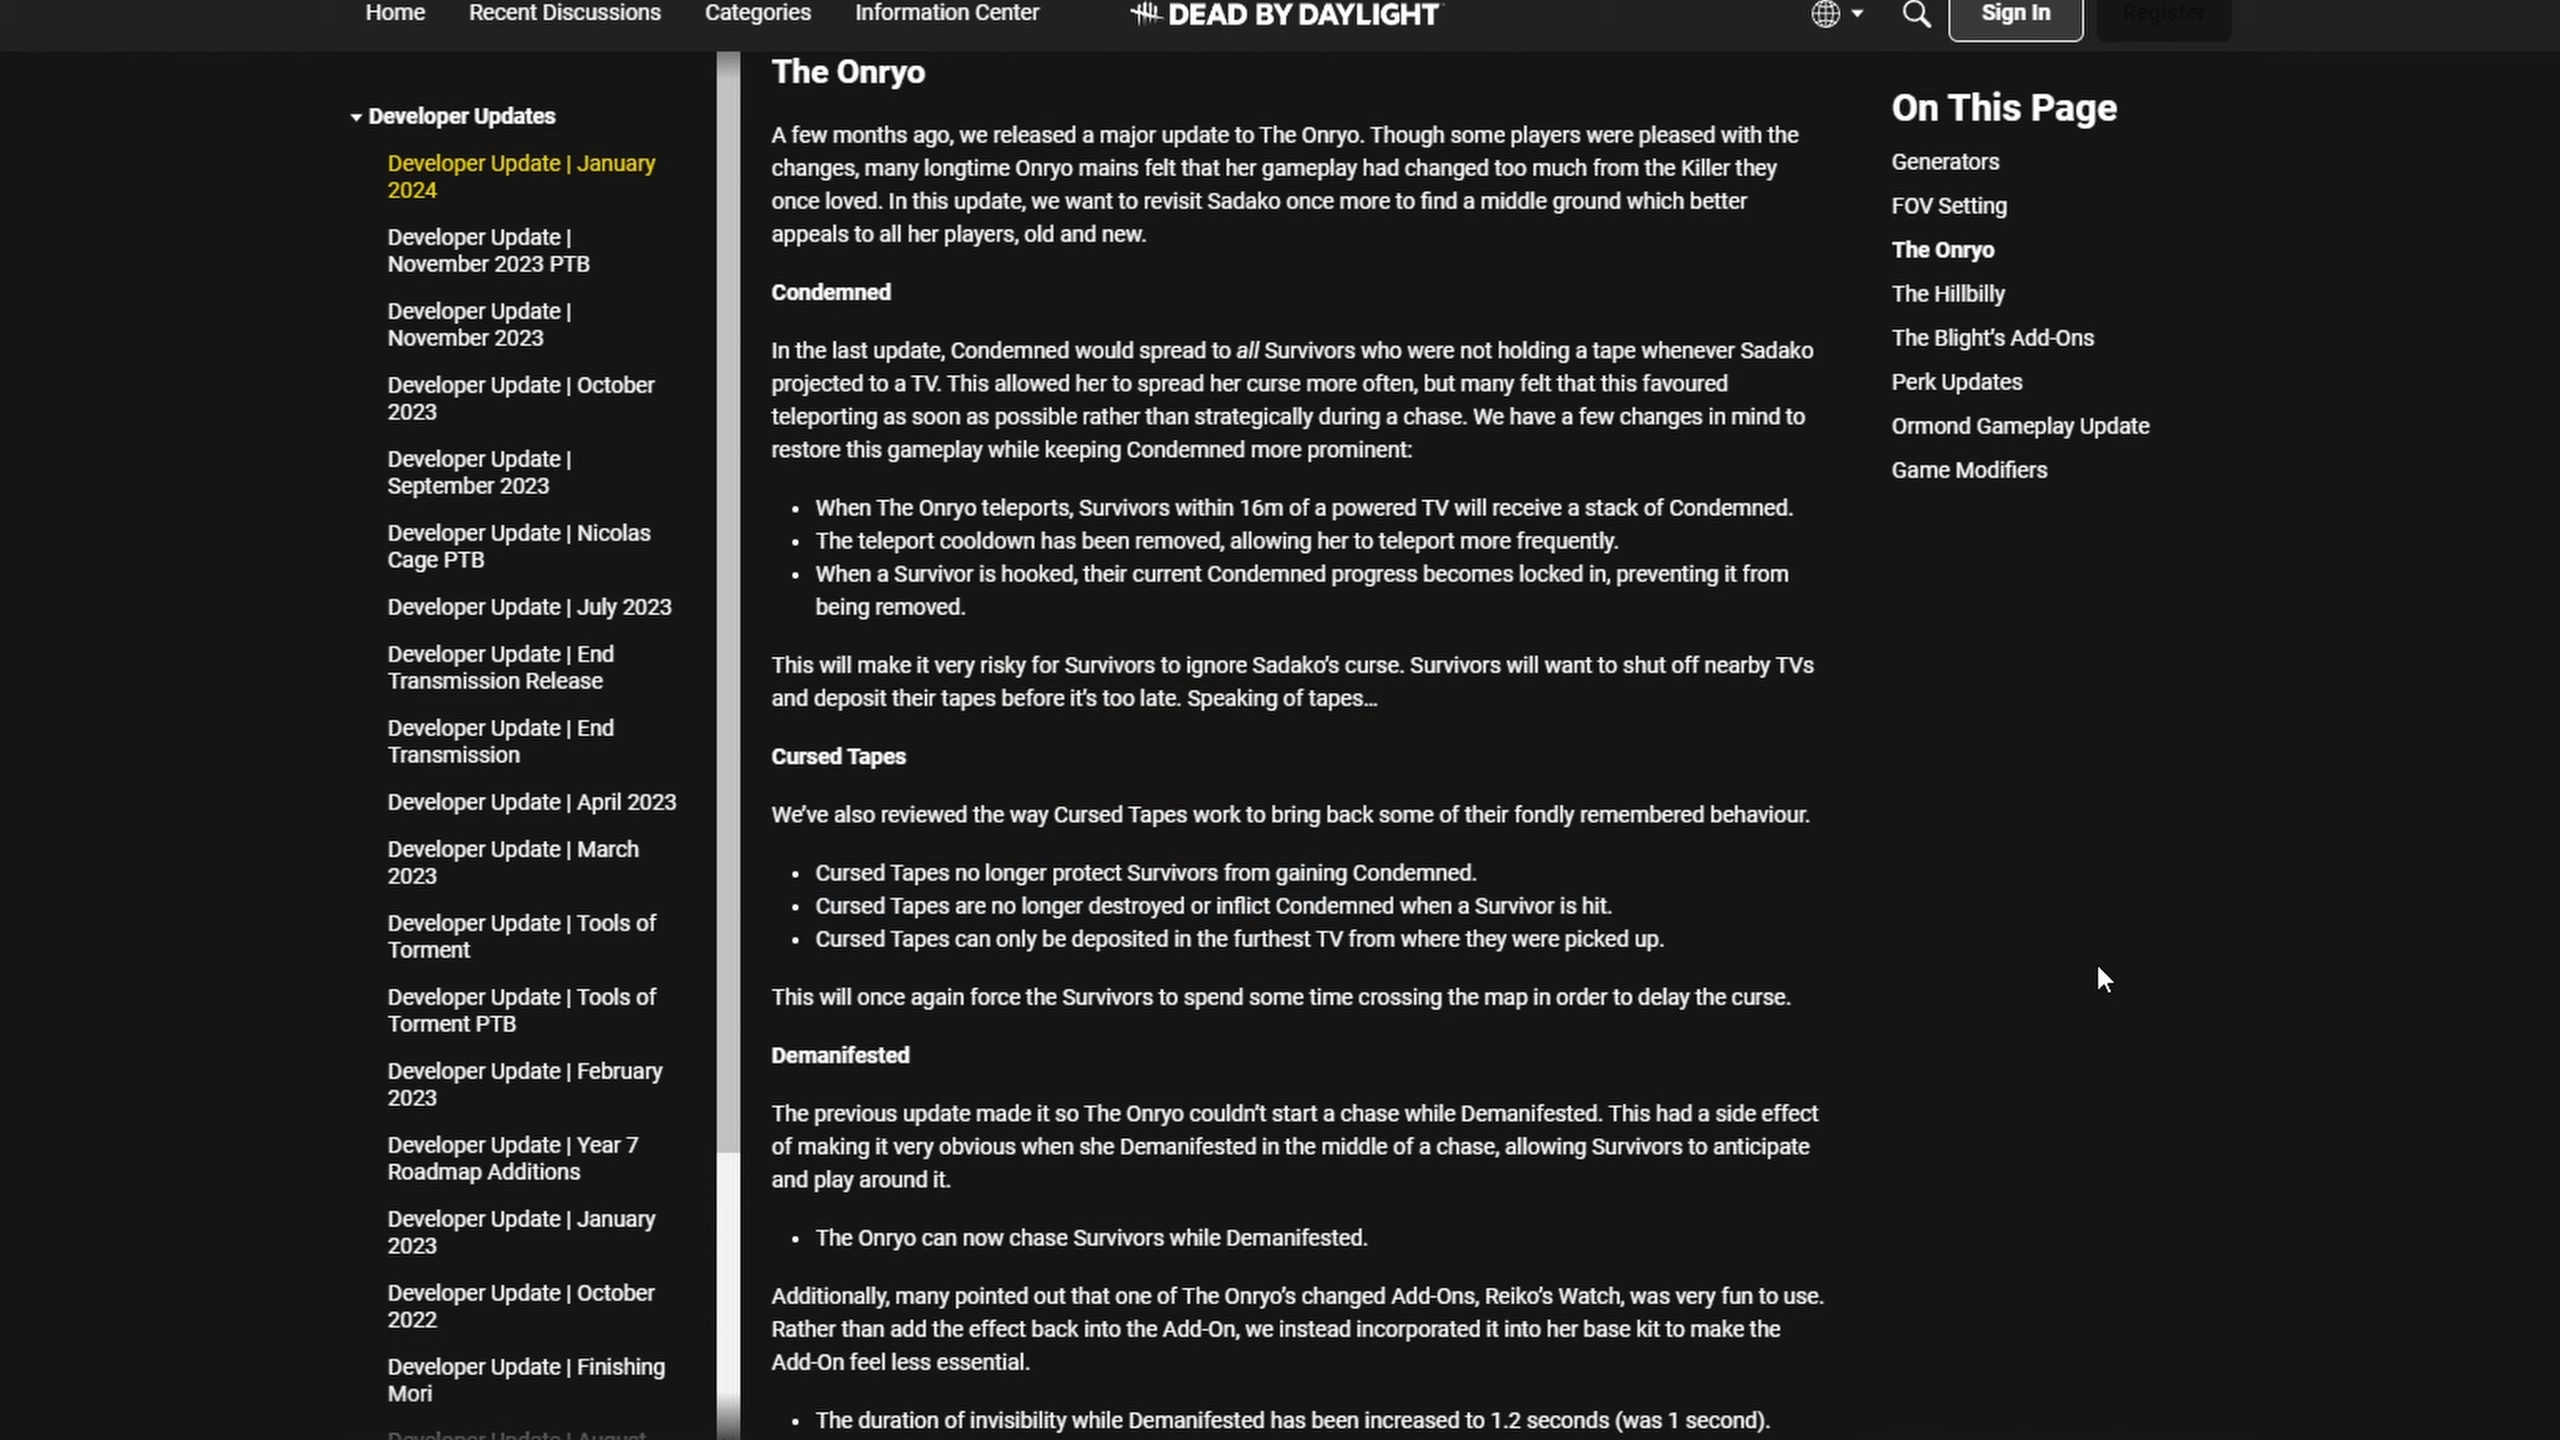 Home
Recent Discussions
Categories
Information Center
DEAD BY DAYLIGHT
Sign In
Register
Developer Updates
Developer Update | January
2024
Developer Update |
November 2023 PTB
Developer Update |
November 2023
Developer Update | October
2023
Developer Update |
September 2023
Developer Update | Nicolas
Cage PTB
Developer Update | July 2023
Developer Update | End
Transmission Release
Developer Update | End
Transmission
Developer Update | April 2023
Developer Update | March
2023
Developer Update | Tools of
Torment
Developer Update | Tools of
Torment PTB
Developer Update | February
2023
Developer Update | Year 7
Roadmap Additions
Developer Update | January
2023
Developer Update | October
2022
Developer Update | Finishing
Mori
Developer Update | August
The Onryo
A few months ago, we released a major update to The Onryo. Though some players were pleased with the
changes, many longtime Onryo mains felt that her gameplay had changed too much from the Killer they
once loved. In this update, we want to revisit Sadako once more to find a middle ground which better
appeals to all her players, old and new.
Condemned
In the last update, Condemned would spread to all Survivors who were not holding a tape whenever Sadako
projected to a TV. This allowed her to spread her curse more often, but many felt that this favoured
teleporting as soon as possible rather than strategically during a chase. We have a few changes in mind to
restore this gameplay while keeping Condemned more prominent:
• When The Onryo teleports, Survivors within 16m of a powered TV will receive a stack of Condemned.
• The teleport cooldown has been removed, allowing her to teleport more frequently.
• When a Survivor is hooked, their current Condemned progress becomes locked in, preventing it from
being removed.
This will make it very risky for Survivors to ignore Sadako’s curse. Survivors will want to shut off nearby TVs
and deposit their tapes before it’s too late. Speaking of tapes…
Cursed Tapes
We’ve also reviewed the way Cursed Tapes work to bring back some of their fondly remembered behaviour.
• Cursed Tapes no longer protect Survivors from gaining Condemned.
• Cursed Tapes are no longer destroyed or inflict Condemned when a Survivor is hit.
• Cursed Tapes can only be deposited in the furthest TV from where they were picked up.
This will once again force the Survivors to spend some time crossing the map in order to delay the curse.
Demanifested
The previous update made it so The Onryo couldn’t start a chase while Demanifested. This had a side effect
of making it very obvious when she Demanifested in the middle of a chase, allowing Survivors to anticipate
and play around it.
• The Onryo can now chase Survivors while Demanifested.
Additionally, many pointed out that one of The Onryo’s changed Add-Ons, Reiko’s Watch, was very fun to use.
Rather than add the effect back into the Add-On, we instead incorporated it into her base kit to make the
Add-On feel less essential.
• The duration of invisibility while Demanifested has been increased to 1.2 seconds (was 1 second).
On This Page
Generators
FOV Setting
The Onryo
The Hillbilly
The Blight’s Add-Ons
Perk Updates
Ormond Gameplay Update
Game Modifiers